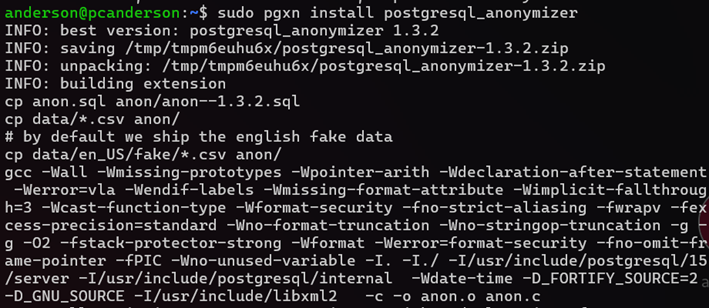 anderson@pcanderson:~$ sudo pgxn install postgresql_anonymizer
INFO: best version: postgresql_anonymizer 1.3.2
INFO: saving /tmp/tmpm6euhu6x/postgresql_anonymizer-1.3.2.zip
INFO: unpacking: /tmp/tmpm6euhu6x/postgresql_anonymizer-1.3.2.zip
INFO: building extension
cp anon.sql anon/anon--1.3.2.sql
cp data/*.csv anon/
# by default we ship the english fake data
cp data/en_US/fake/*.csv anon/
gcc -Wall -Wmissing-prototypes -Wpointer-arith -Wdeclaration-after-statement
 -Werror=vla -Wendif-labels -Wmissing-format-attribute -Wimplicit-fallthroug
h=3 -Wcast-function-type -Wformat-security -fno-strict-aliasing -fwrapv -fex
cess-precision=standard -Wno-format-truncation -Wno-stringop-truncation -g -
g -O2 -fstack-protector-strong -Wformat -Werror=format-security -fno-omit-fr
ame-pointer -fPIC -Wno-unused-variable -I. -I./ -I/usr/include/postgresql/15
/server -I/usr/include/postgresql/internal  -Wdate-time -D_FORTIFY_SOURCE=2
-D_GNU_SOURCE -I/usr/include/libxml2   -c -o anon.o anon.c